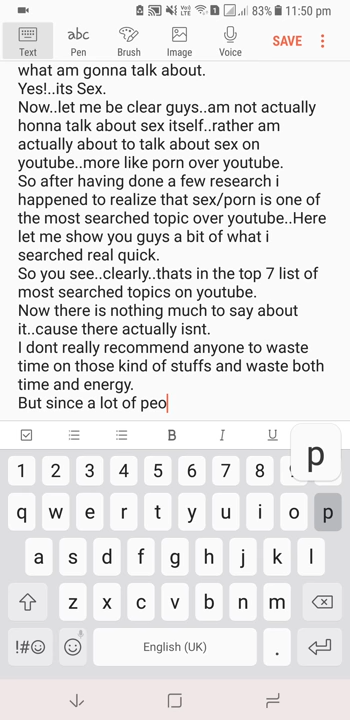 83% 11:50 pm
Text
abc
Pen
Brush
Image
Voice
SAVE
what am gonna talk about.
Yes!..its Sex.
Now..let me be clear guys..am not actually
honna talk about sex itself..rather am
actually about to talk about sex on
youtube..more like porn over youtube.
So after having done a few research i
happened to realize that sex/porn is one of
the most searched topic over youtube..Here
let me show you guys a bit of what i
searched real quick.
So you see..clearly..thats in the top 7 list of
most searched topics on youtube.
Now there is nothing much to say about
it..cause there actually isnt.
I dont really recommend anyone to waste
time on those kind of stuffs and waste both
time and energy.
But since a lot of peo
B I U
p
1 2 3 4 5 6 7 8 9
q w e r t y u i o p
a s d f g h j k l
z x c v b n m
!#☺ English (UK) .